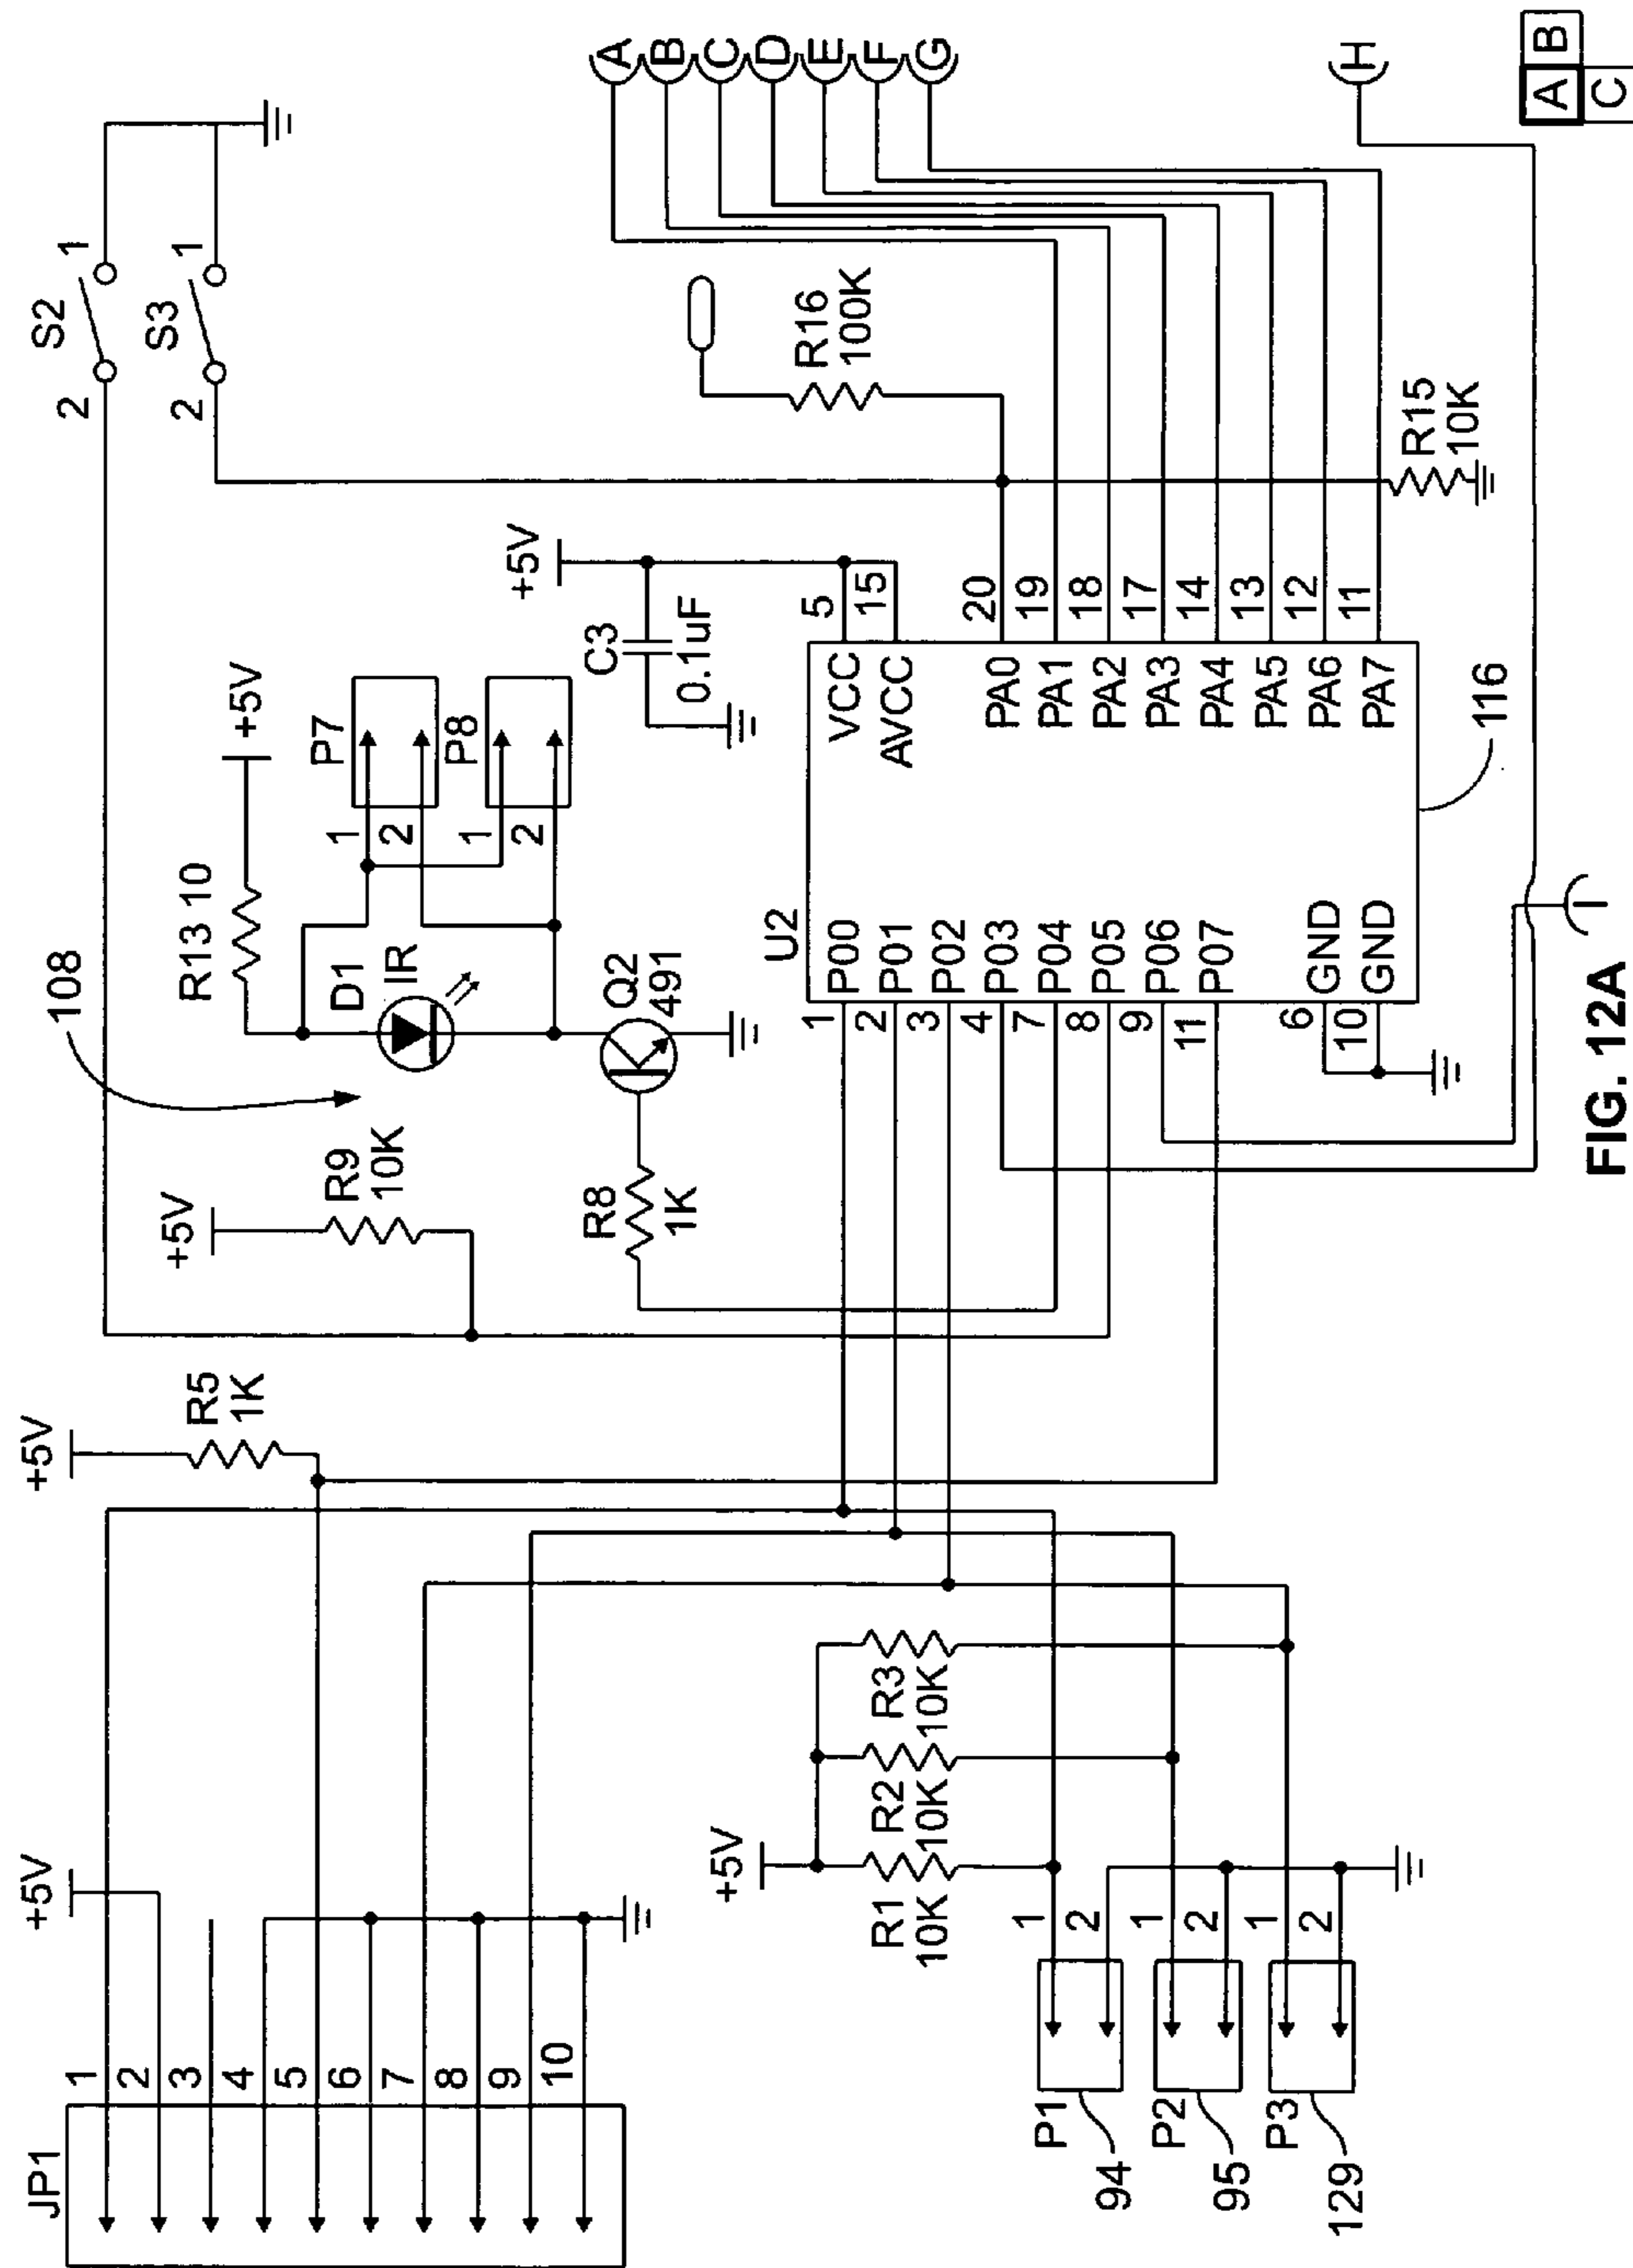 JP1
1
2
3
4
5
6
7
8
9
10
+5V
+5V
R5
1K
+5V
R9
10K
108
R13 10
+5V
D1
IR
P7
1
2
P8
1
2
Q2
491
R8
1K
S2
2
1
S3
2
1
+5V
C3
0.1uF
R16
100K
A
B
C
D
E
F
G
H
I
+5V
R1
10K
R2
10K
R3
10K
P1
1
2
94
P2
1
2
95
P3
1
2
129
U2
1
P00
2
P01
3
P02
4
P03
7
P04
8
P05
9
P06
11
P07
6
GND
10
GND
VCC
5
AVCC
15
PA0
20
PA1
19
PA2
18
PA3
17
PA4
14
PA5
13
PA6
12
PA7
11
116
R15
10K
FIG. 12A
A B
C